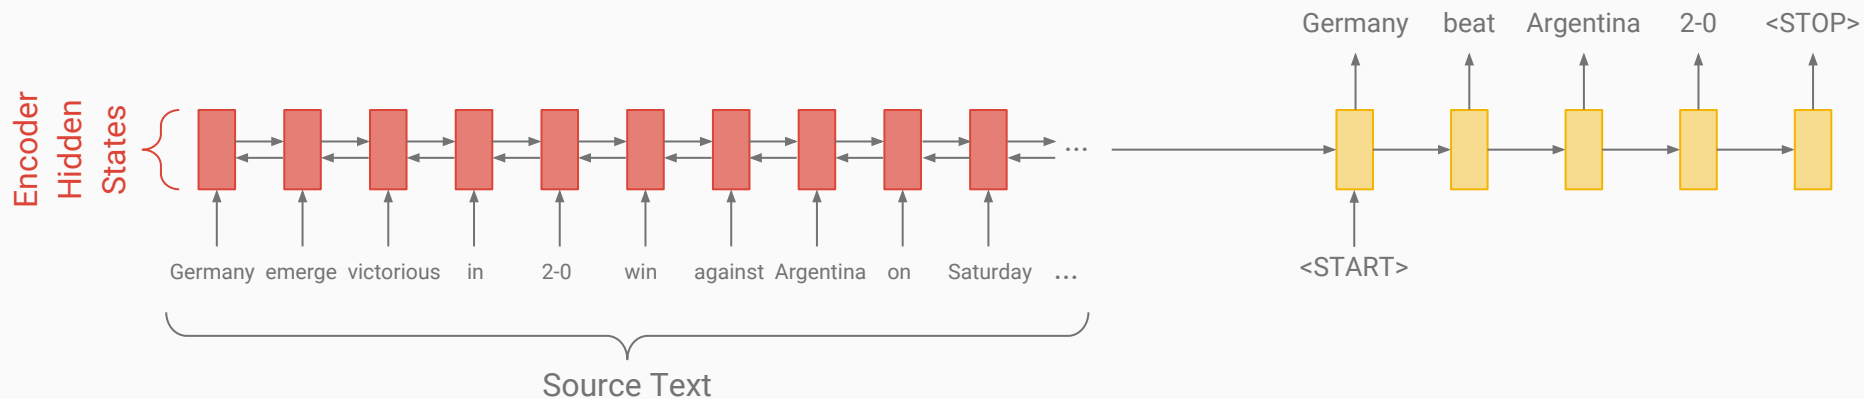 Germany beat Argentina 2-0 <STOP>
Encoder
Hidden
States
...
Germany emerge victorious in 2-0 win against Argentina on Saturday ...
<START>
Source Text